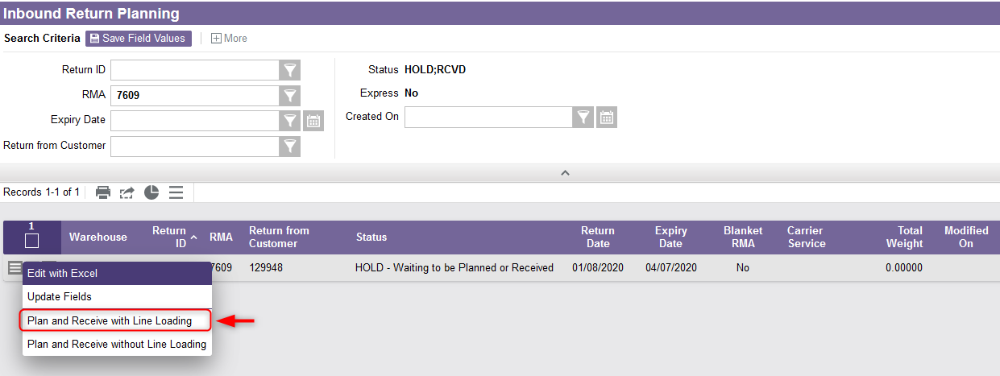 Inbound Return Planning
Search Criteria Save Field Values More
Return ID
RMA 7609
Expiry Date
Return from Customer
Status HOLD;RCVD
Express No
Created On
Records 1-1 of 1
1 Warehouse Return ID RMA Return from Customer Status Return Date Expiry Date Blanket RMA Carrier Service Total Weight Modified On
7609 129948 HOLD - Waiting to be Planned or Received 01/08/2020 04/07/2020 No 0.00000
Edit with Excel
Update Fields
Plan and Receive with Line Loading
Plan and Receive without Line Loading